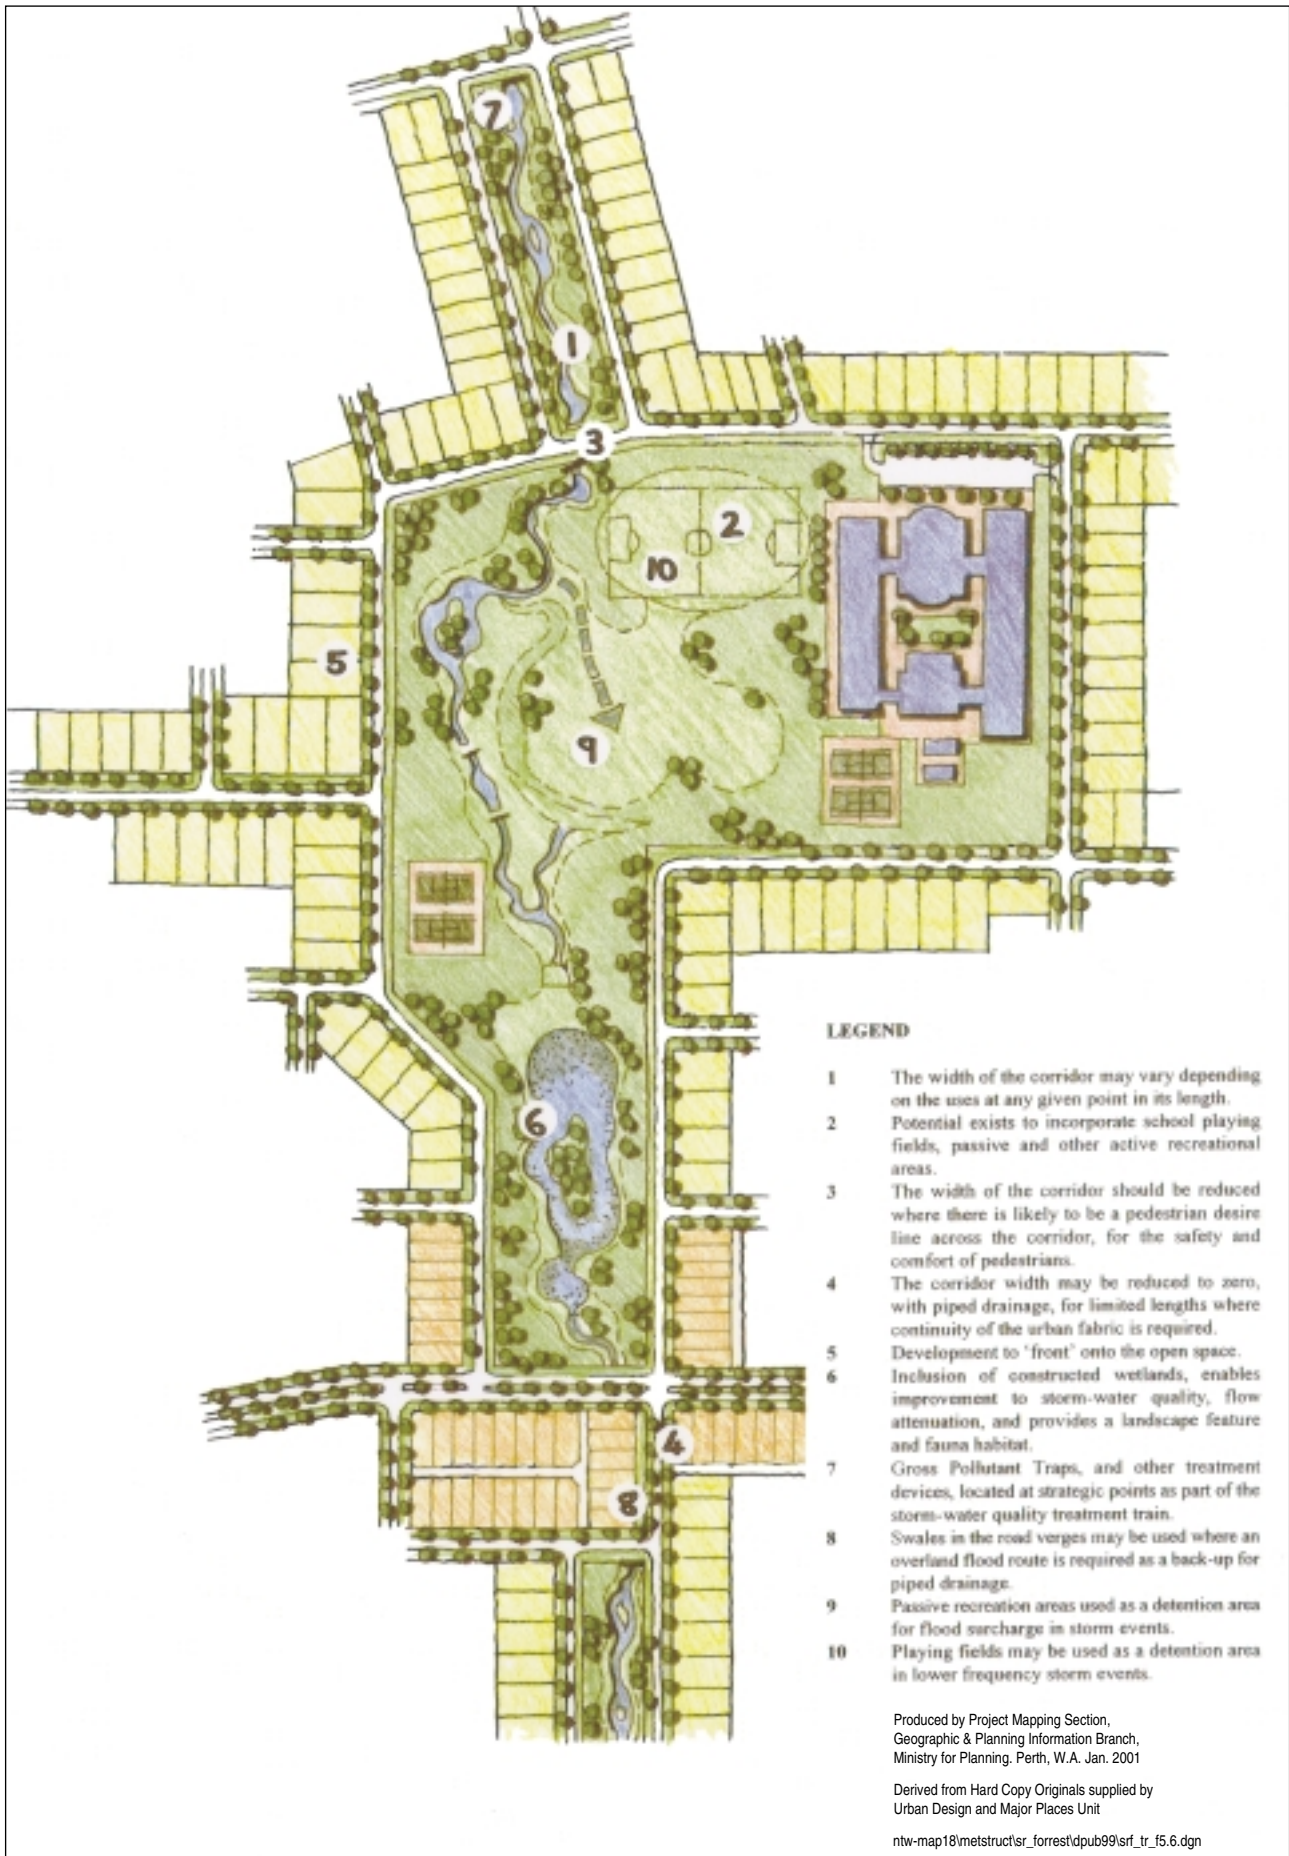 7
1
3
2
10
5
9
6
4
8
LEGEND
1 The width of the corridor may vary depending
on the uses at any given point in its length.
2 Potential exists to incorporate school playing
fields, passive and other active recreational
areas.
3 The width of the corridor should be reduced
where there is likely to be a pedestrian desire
line across the corridor, for the safety and
comfort of pedestrians.
4 The corridor width may be reduced to zero,
with piped drainage, for limited lengths where
continuity of the urban fabric is required.
5 Development to 'front' onto the open space.
6 Inclusion of constructed wetlands, enables
improvement to storm-water quality, flow
attenuation, and provides a landscape feature
and fauna habitat.
7 Gross Pollutant Traps, and other treatment
devices, located at strategic points as part of the
storm-water quality treatment train.
8 Swales in the road verges may be used where an
overland flood route is required as a back-up for
piped drainage.
9 Passive recreation areas used as a detention area
for flood surcharge in storm events.
10 Playing fields may be used as a detention area
in lower frequency storm events.
Produced by Project Mapping Section,
Geographic & Planning Information Branch,
Ministry for Planning. Perth, W.A. Jan. 2001
Derived from Hard Copy Originals supplied by
Urban Design and Major Places Unit
ntw-map18\metstruct\sr_forrest\dpub99\srf_tr_f5.6.dgn